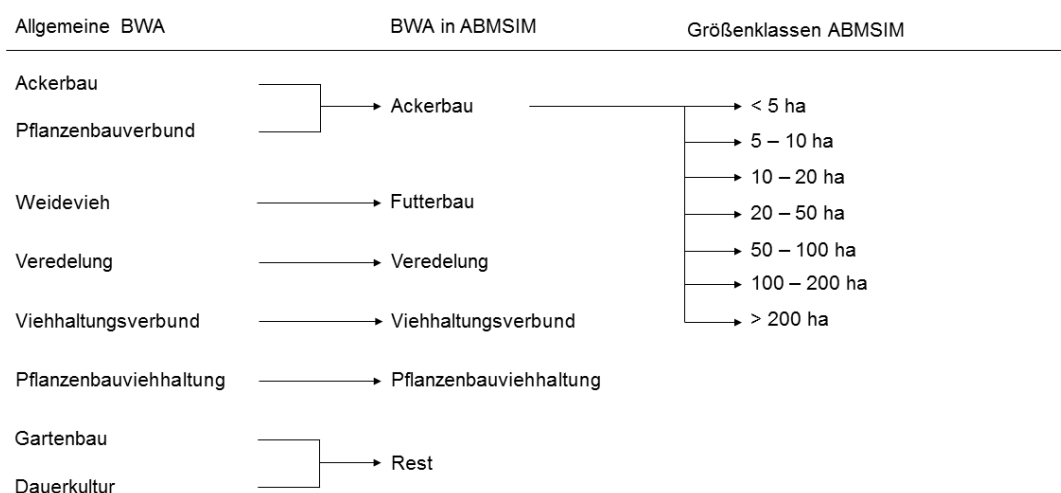 Allgemeine BWA BWA in ABMSIM Größenklassen ABMSIM
Ackerbau
Pflanzenbauverbund
Ackerbau
< 5 ha
5 – 10 ha
10 – 20 ha
20 – 50 ha
50 – 100 ha
100 – 200 ha
> 200 ha
Weidevieh Futterbau
Veredelung Veredelung
Viehhaltungsverbund Viehhaltungsverbund
Pflanzenbauviehhaltung Pflanzenbauviehhaltung
Gartenbau
Dauerkultur
Rest